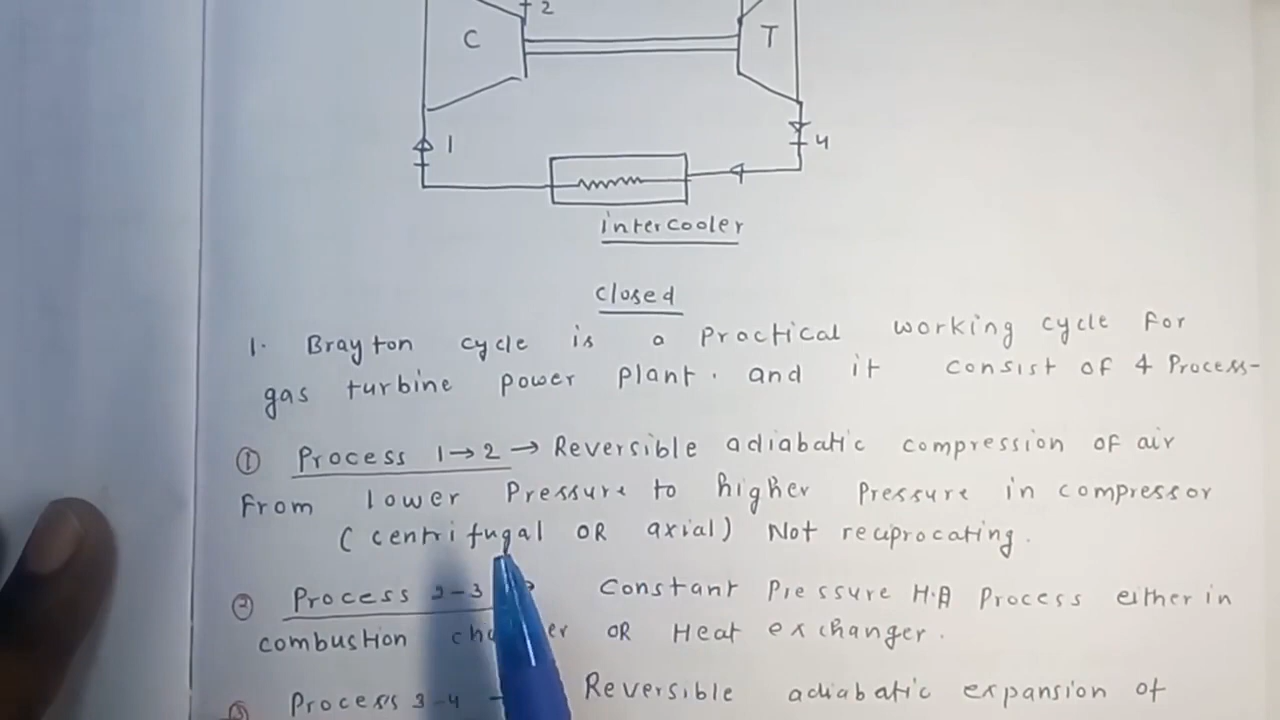 2
C
T
1
4
intercooler
closed
1. Brayton cycle is a practical working cycle for
gas turbine power plant. and it consist of 4 Process-
① Process 1→2 → Reversible adiabatic compression of air
From lower Pressure to higher Pressure in compressor
(centrifugal OR axial) Not reciprocating.
② Process 2-3 → Constant Pressure H.A Process either in
combustion OR Heat exchanger.
③ Process 3-4 - Reversible adiabatic expansion of